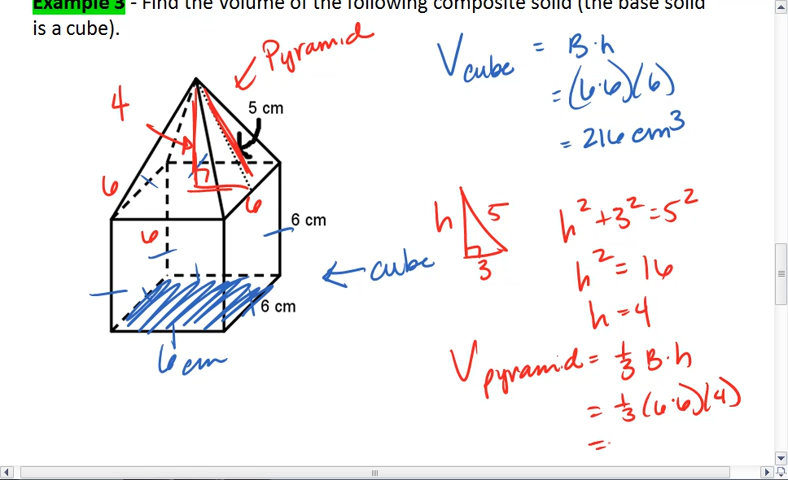 Example 3 - Find the volume of the following composite solid (the base solid
is a cube).
Pyramid
4
5 cm
h
6
6
6
6 cm
cube
6 cm
6 cm
V cube = B·h
= (6·6)(6)
= 216 cm³
h 5
3
h² + 3² = 5²
h² = 16
h = 4
V pyramid = 1/3 B·h
= 1/3 (6·6)(4)
=